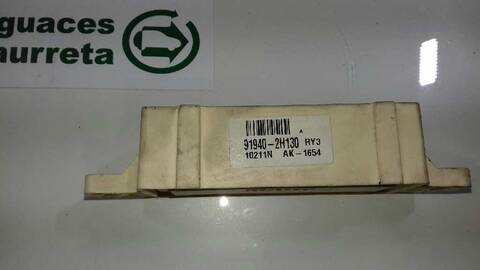 guaces
urreta
A
91940-2H130 RY3
10211N AK-1654